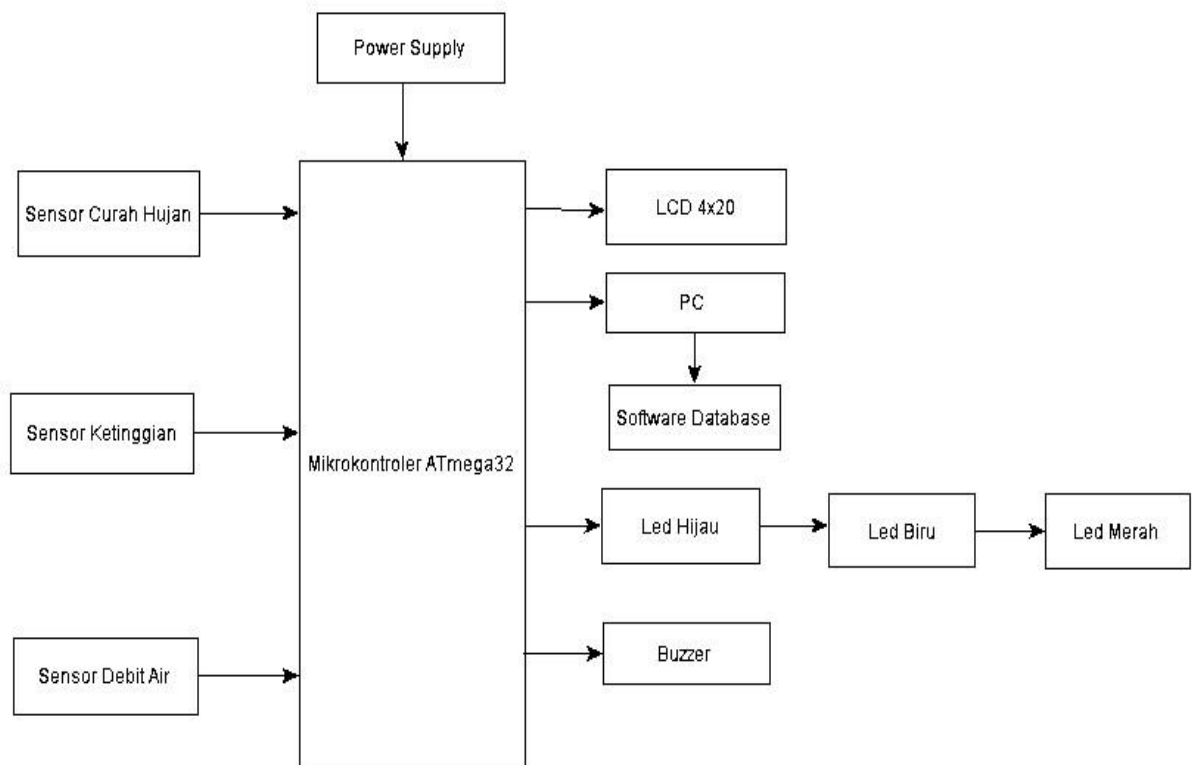 Power Supply
Sensor Curah Hujan
LCD 4x20
PC
Software Database
Sensor Ketinggian
Mikrokontroler ATmega32
Led Hijau
Led Biru
Led Merah
Buzzer
Sensor Debit Air